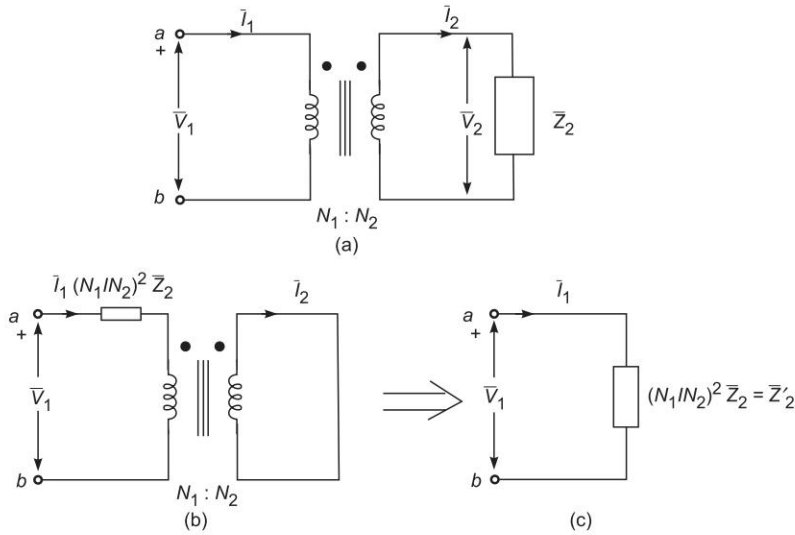 Ī₁ Ī₂
a
+
V̄₁ V̄₂ Z̄₂
b
N₁ : N₂
(a)
Ī₁ (N₁/N₂)² Z̄₂ Ī₂ Ī₁
a a
+ +
V̄₁ V̄₁ (N₁/N₂)² Z̄₂ = Z̄′₂
b b
N₁ : N₂
(b) (c)